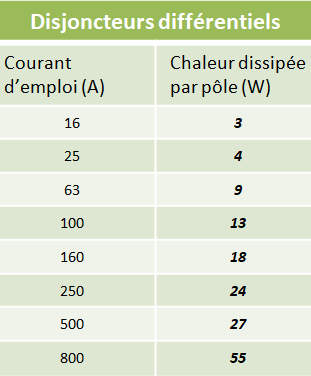 Disjoncteurs différentiels
Courant Chaleur dissipée
d'emploi (A) par pôle (W)
16 3
25 4
63 9
100 13
160 18
250 24
500 27
800 55